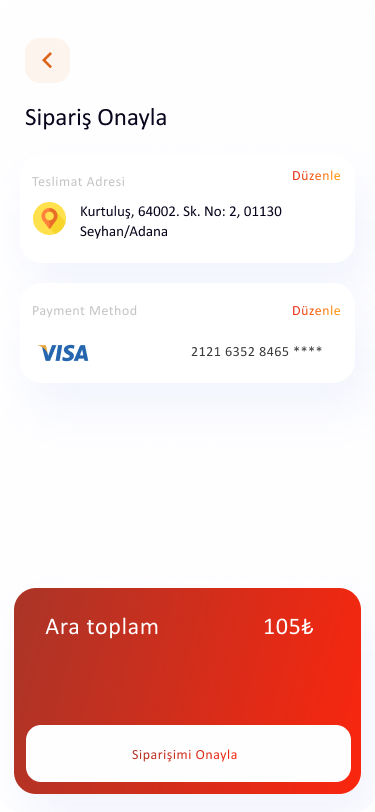 Sipariş Onayla
Teslimat Adresi
Düzenle
Kurtuluş, 64002. Sk. No: 2, 01130
Seyhan/Adana
Payment Method
Düzenle
VISA
2121 6352 8465 ****
Ara toplam
105₺
Siparişimi Onayla